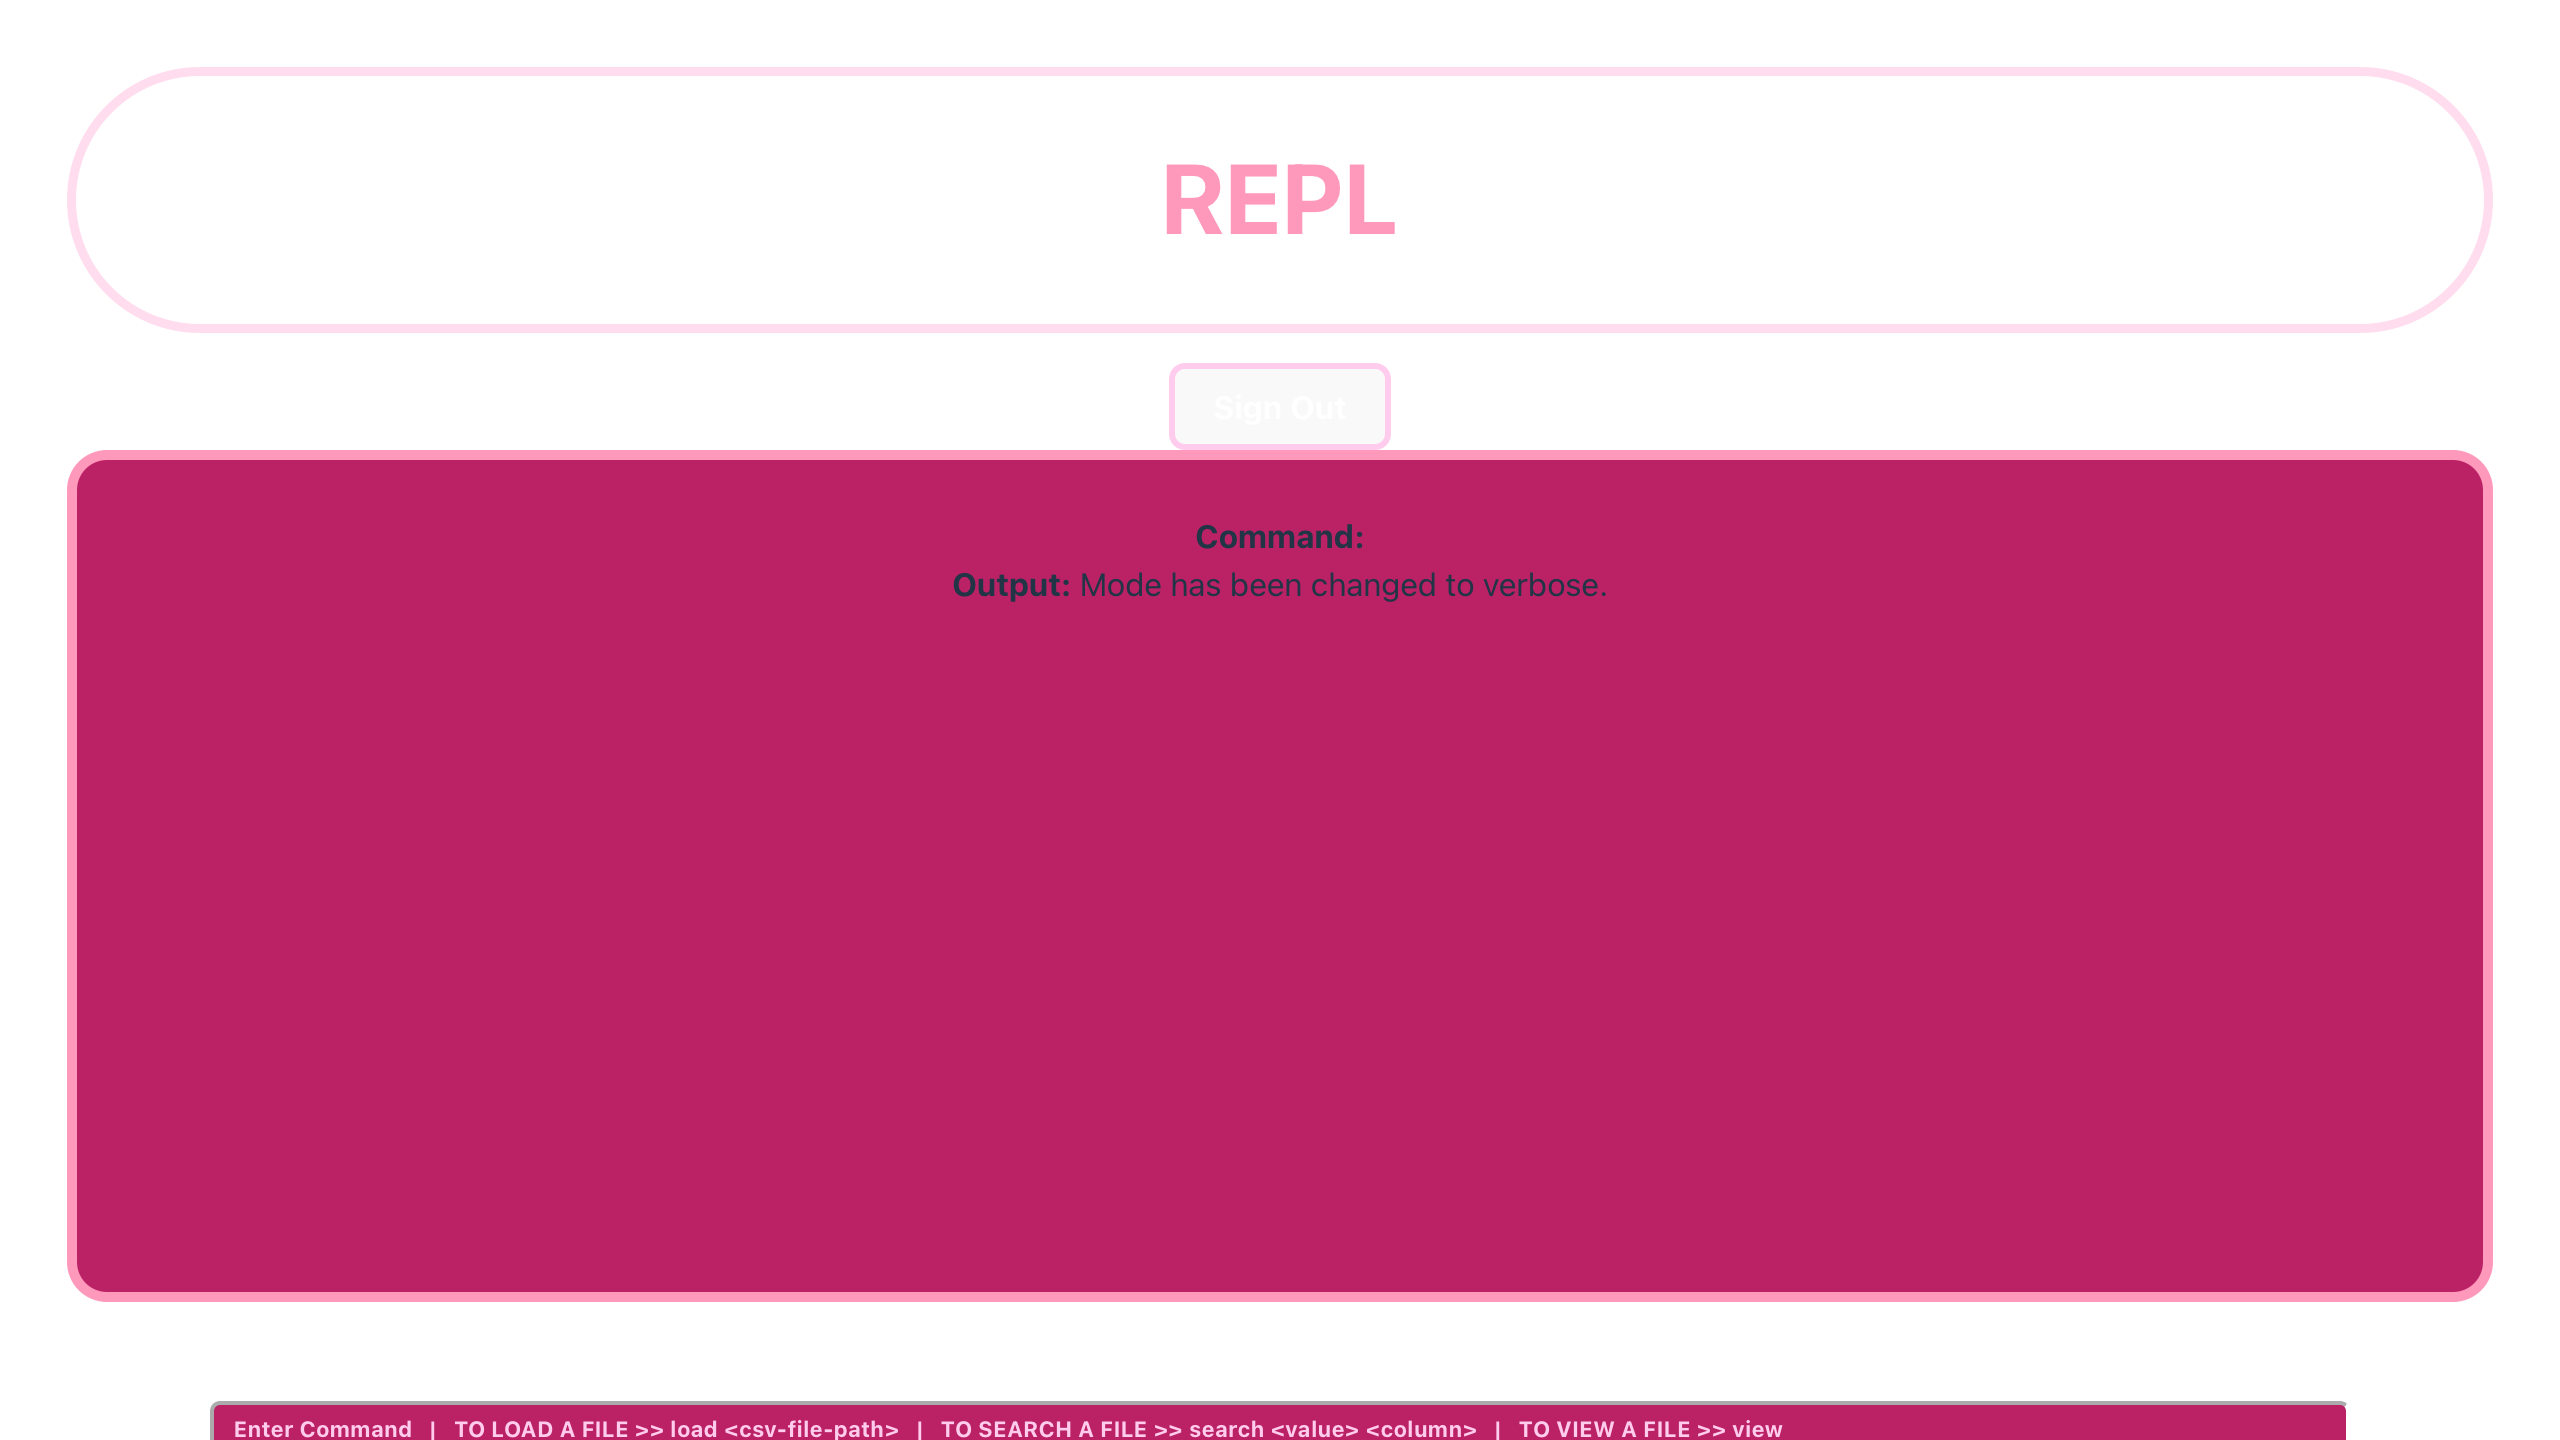 REPL
Sign Out
Command:
Output: Mode has been changed to verbose.
Enter Command | TO LOAD A FILE >> load <csv-file-path> | TO SEARCH A FILE >> search <value> <column> | TO VIEW A FILE >> view